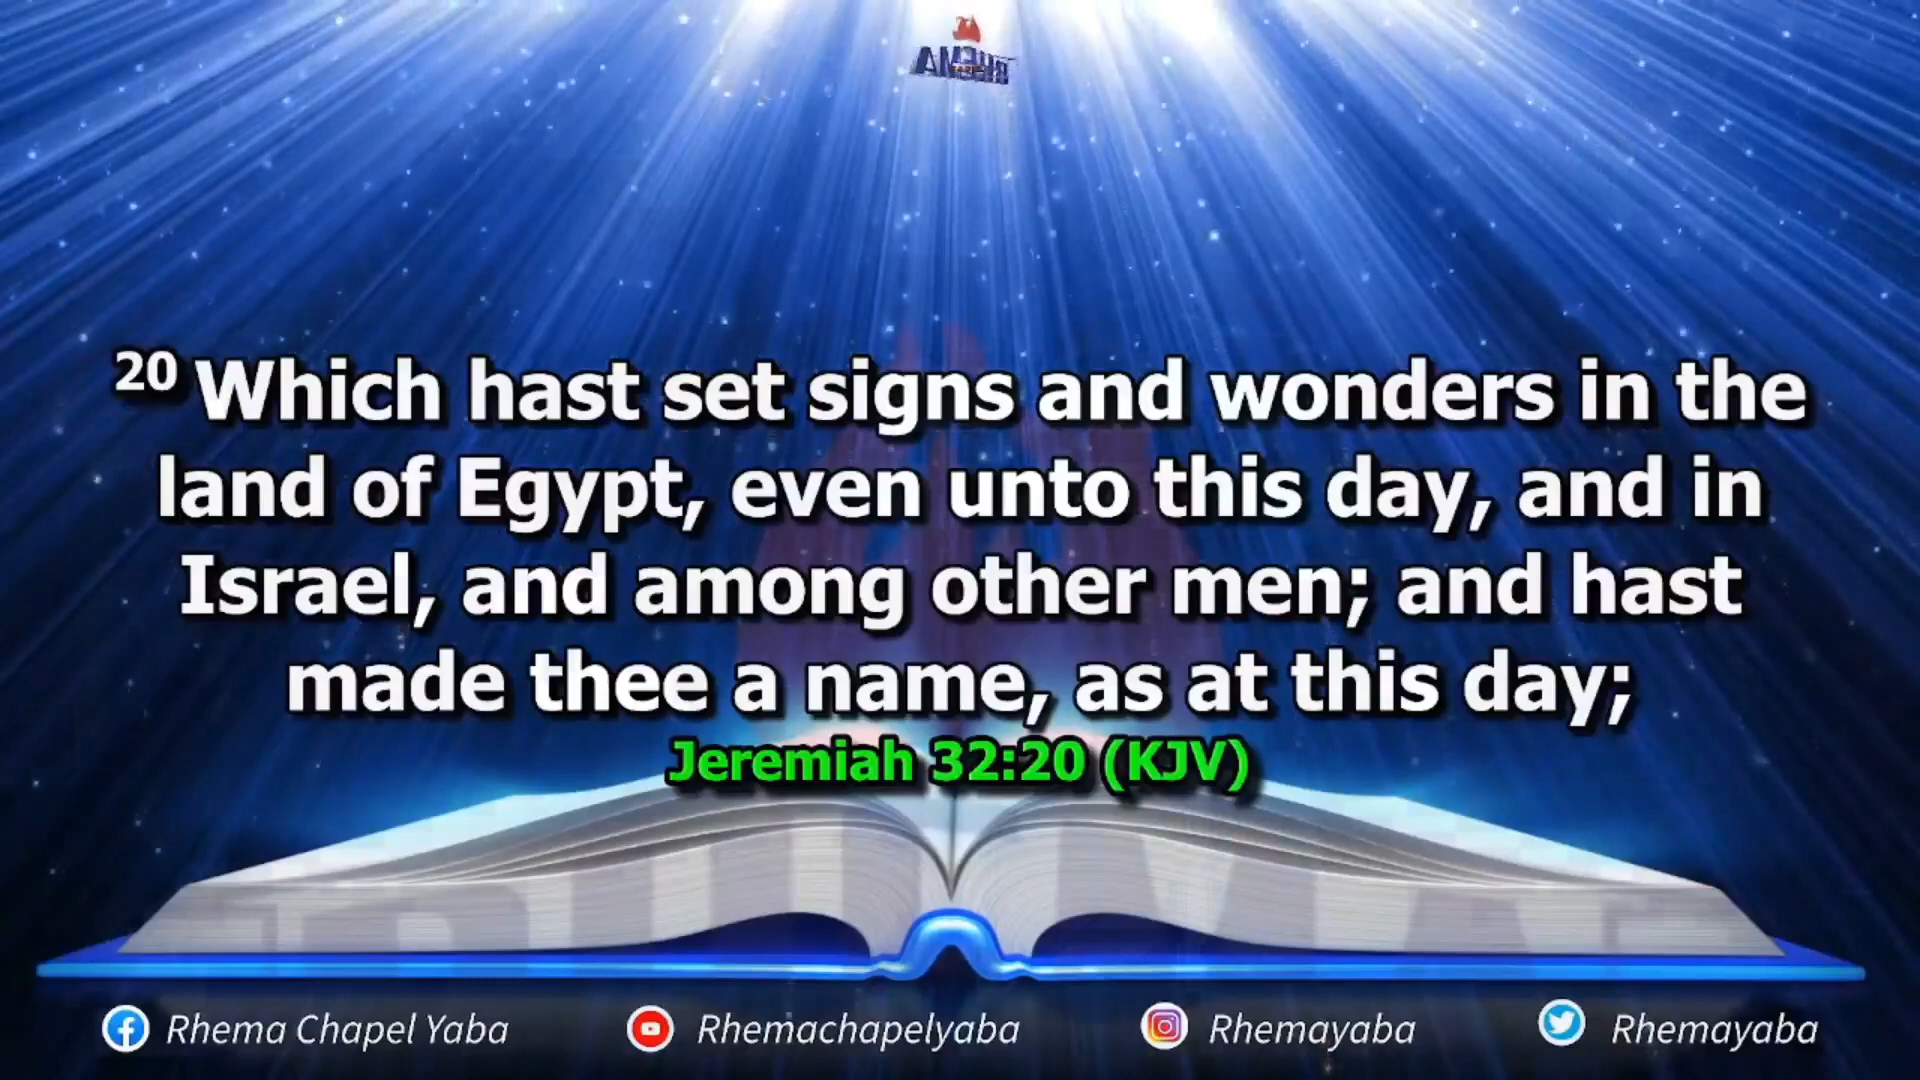 RHEMA
20 Which hast set signs and wonders in the
land of Egypt, even unto this day, and in
Israel, and among other men; and hast
made thee a name, as at this day;
Jeremiah 32:20 (KJV)
Rhema Chapel Yaba Rhemachapelyaba Rhemayaba Rhemayaba